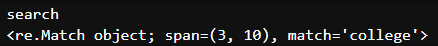 search
<re.Match object; span=(3, 10), match='college'>